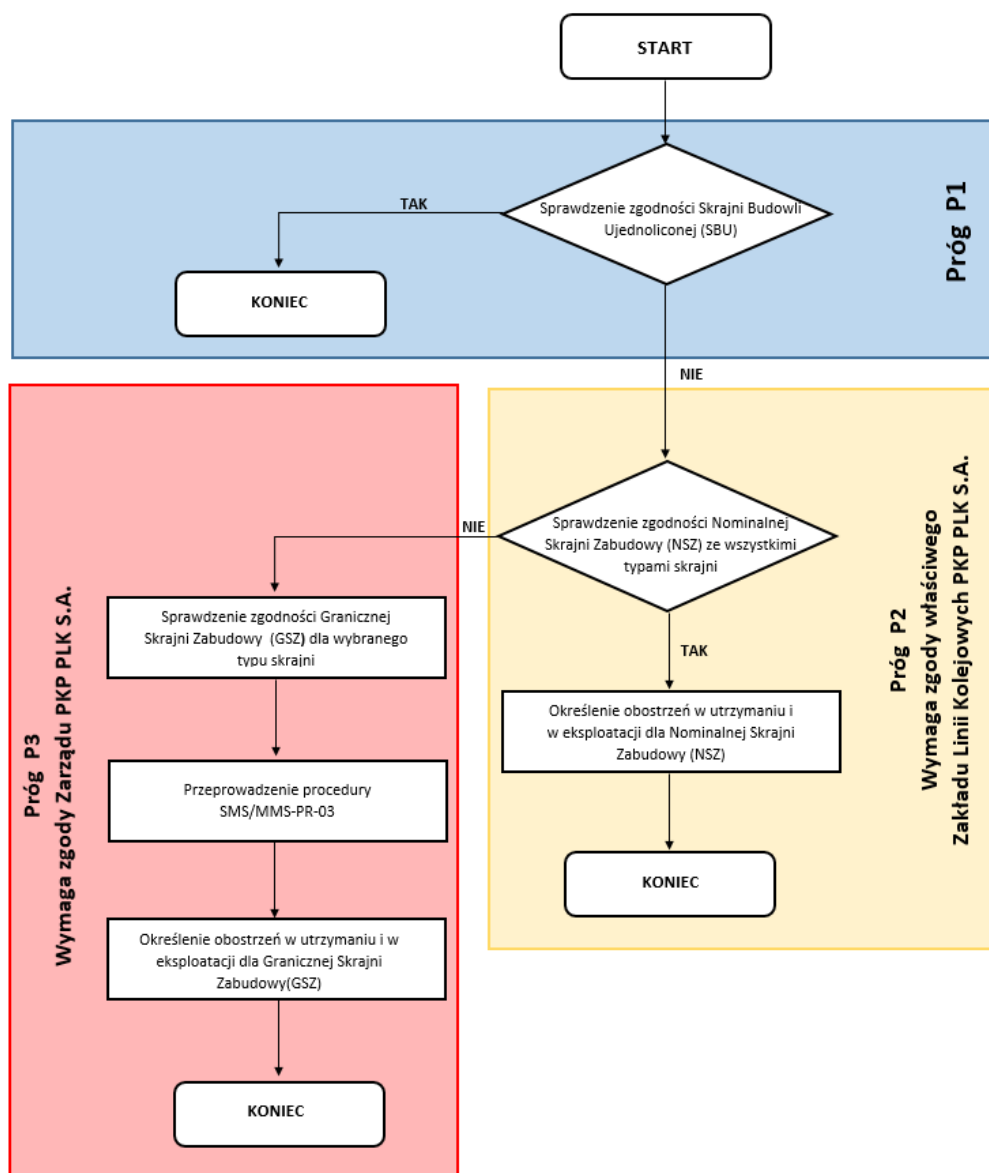 START
Próg P1
Sprawdzenie zgodności Skrajni Budowli
Ujednoliconej (SBU)
TAK
KONIEC
NIE
Próg P2
Wymaga zgody właściwego
Zakładu Linii Kolejowych PKP PLK S.A.
Sprawdzenie zgodności Nominalnej
Skrajni Zabudowy (NSZ) ze wszystkimi
typami skrajni
TAK
Określenie obostrzeń w utrzymaniu i
w eksploatacji dla Nominalnej Skrajni
Zabudowy (NSZ)
KONIEC
NIE
Próg P3
Wymaga zgody Zarządu PKP PLK S.A.
Sprawdzenie zgodności Granicznej
Skrajni Zabudowy (GSZ) dla wybranego
typu skrajni
Przeprowadzenie procedury
SMS/MMS-PR-03
Określenie obostrzeń w utrzymaniu i w
eksploatacji dla Granicznej Skrajni
Zabudowy(GSZ)
KONIEC